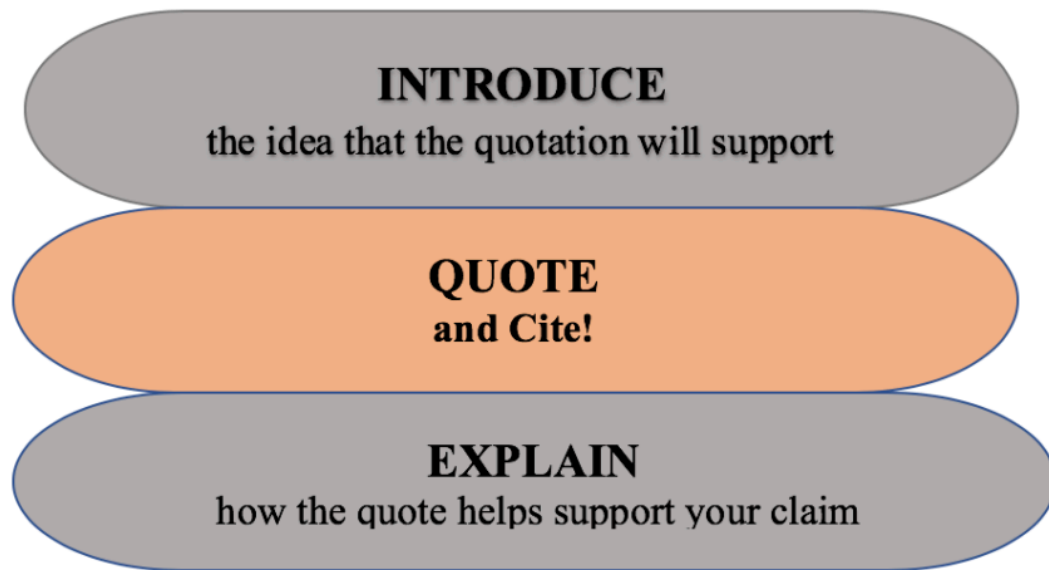 INTRODUCE
the idea that the quotation will support
QUOTE
and Cite!
EXPLAIN
how the quote helps support your claim